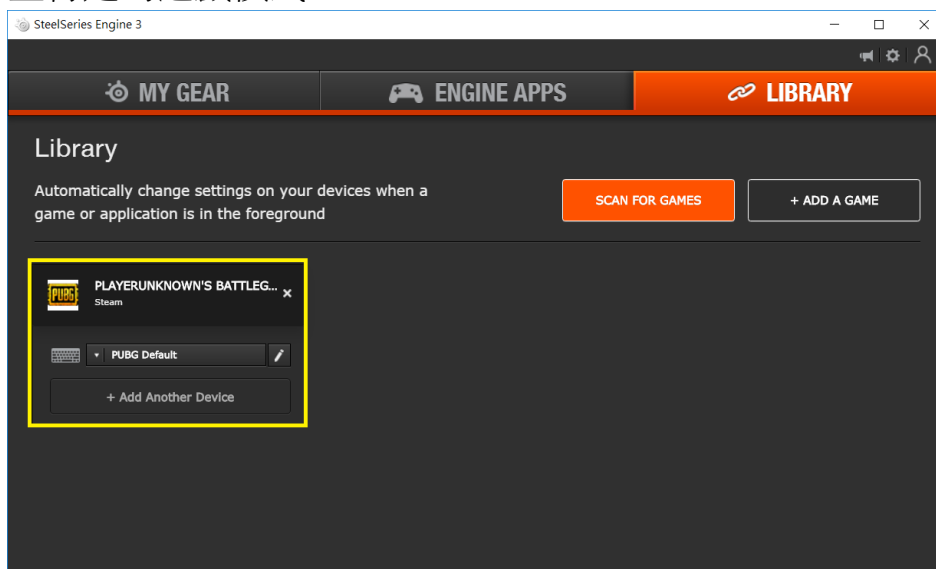 SteelSeries Engine 3
MY GEAR
ENGINE APPS
LIBRARY
Library
Automatically change settings on your devices when a
game or application is in the foreground
SCAN FOR GAMES
+ ADD A GAME
PUBG
PLAYERUNKNOWN'S BATTLEG...
Steam
PUBG Default
+ Add Another Device